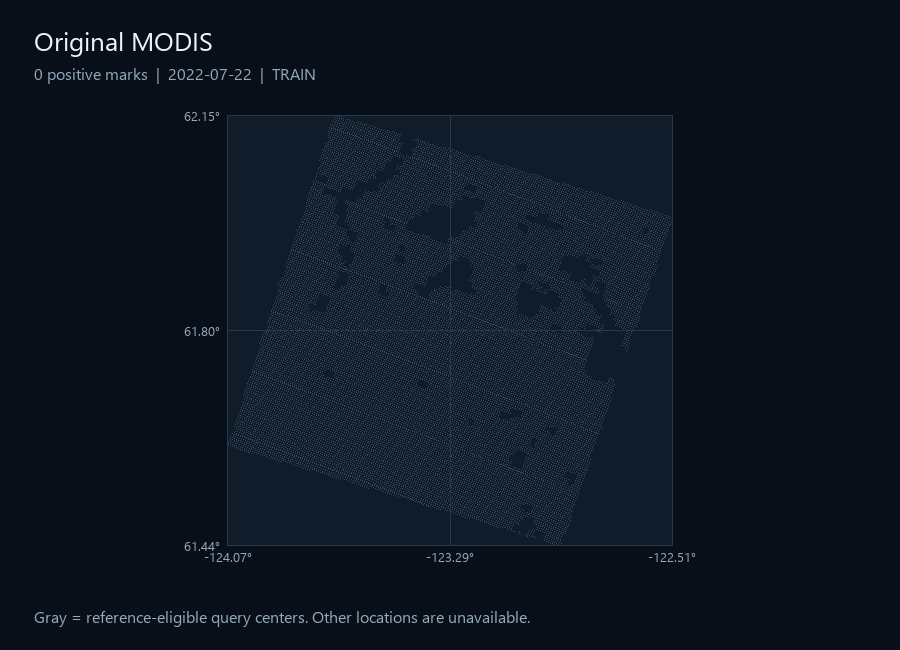 Original MODIS
0 positive marks | 2022-07-22 | TRAIN
62.15°
61.80°
61.44°
-124.07°
-123.29°
-122.51°
Gray = reference-eligible query centers. Other locations are unavailable.